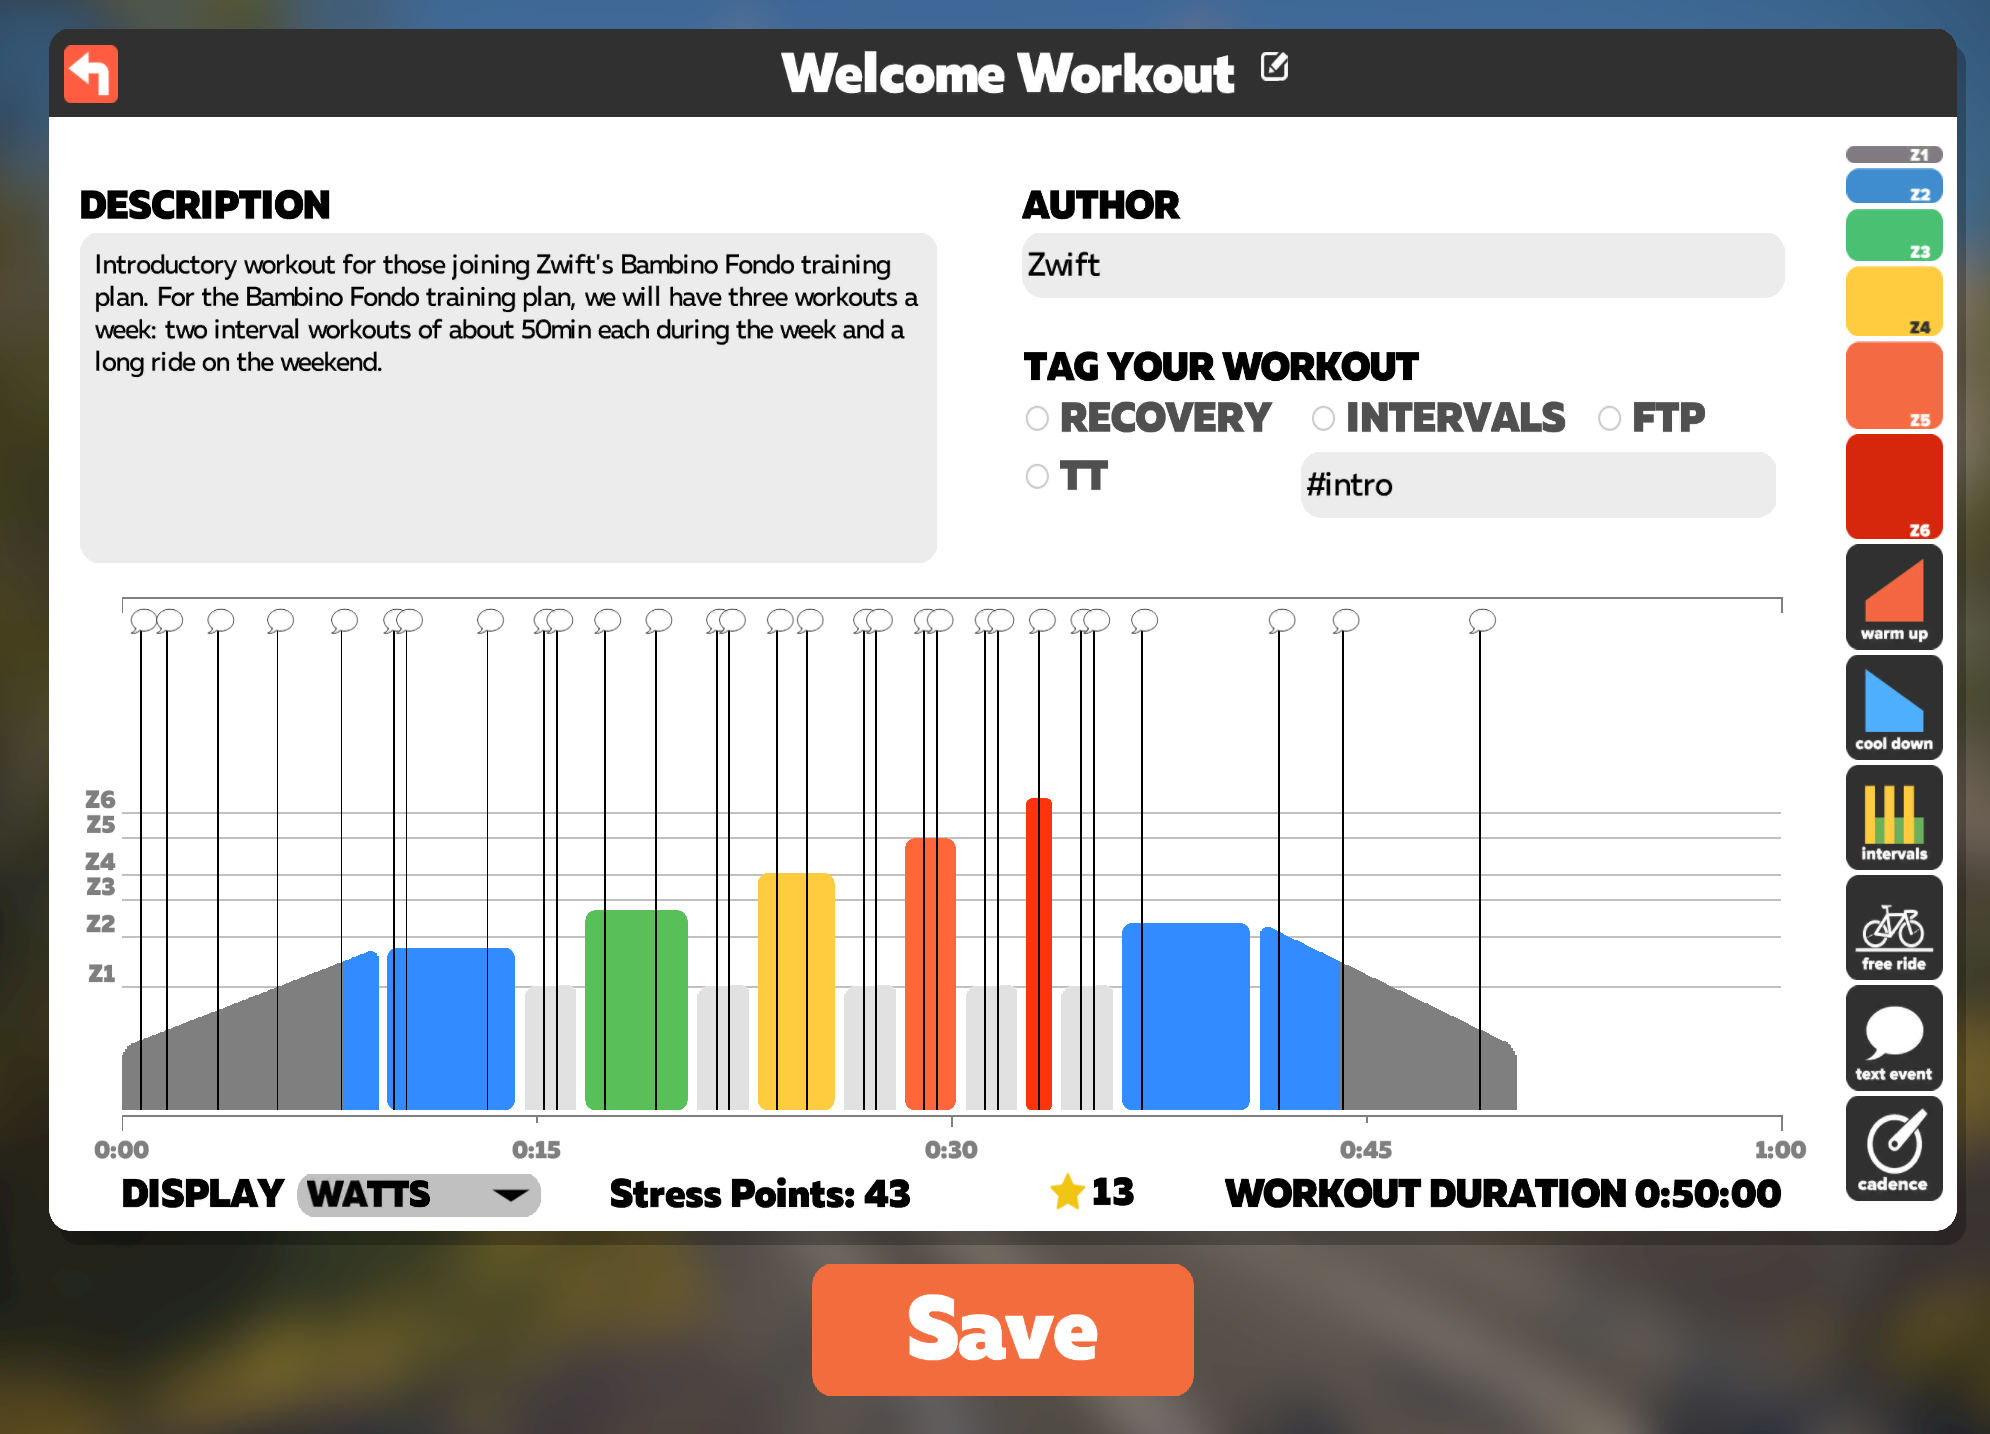 Welcome Workout
DESCRIPTION
Introductory workout for those joining Zwift's Bambino Fondo training
plan. For the Bambino Fondo training plan, we will have three workouts a
week: two interval workouts of about 50min each during the week and a
long ride on the weekend.
AUTHOR
Zwift
TAG YOUR WORKOUT
RECOVERY INTERVALS FTP
TT #intro
Z6
Z5
Z4
Z3
Z2
Z1
0:00 0:15 0:30 0:45 1:00
DISPLAY WATTS Stress Points: 43 13 WORKOUT DURATION 0:50:00
Z1
Z2
Z3
Z4
Z5
Z6
warm up
cool down
intervals
free ride
text event
cadence
Save